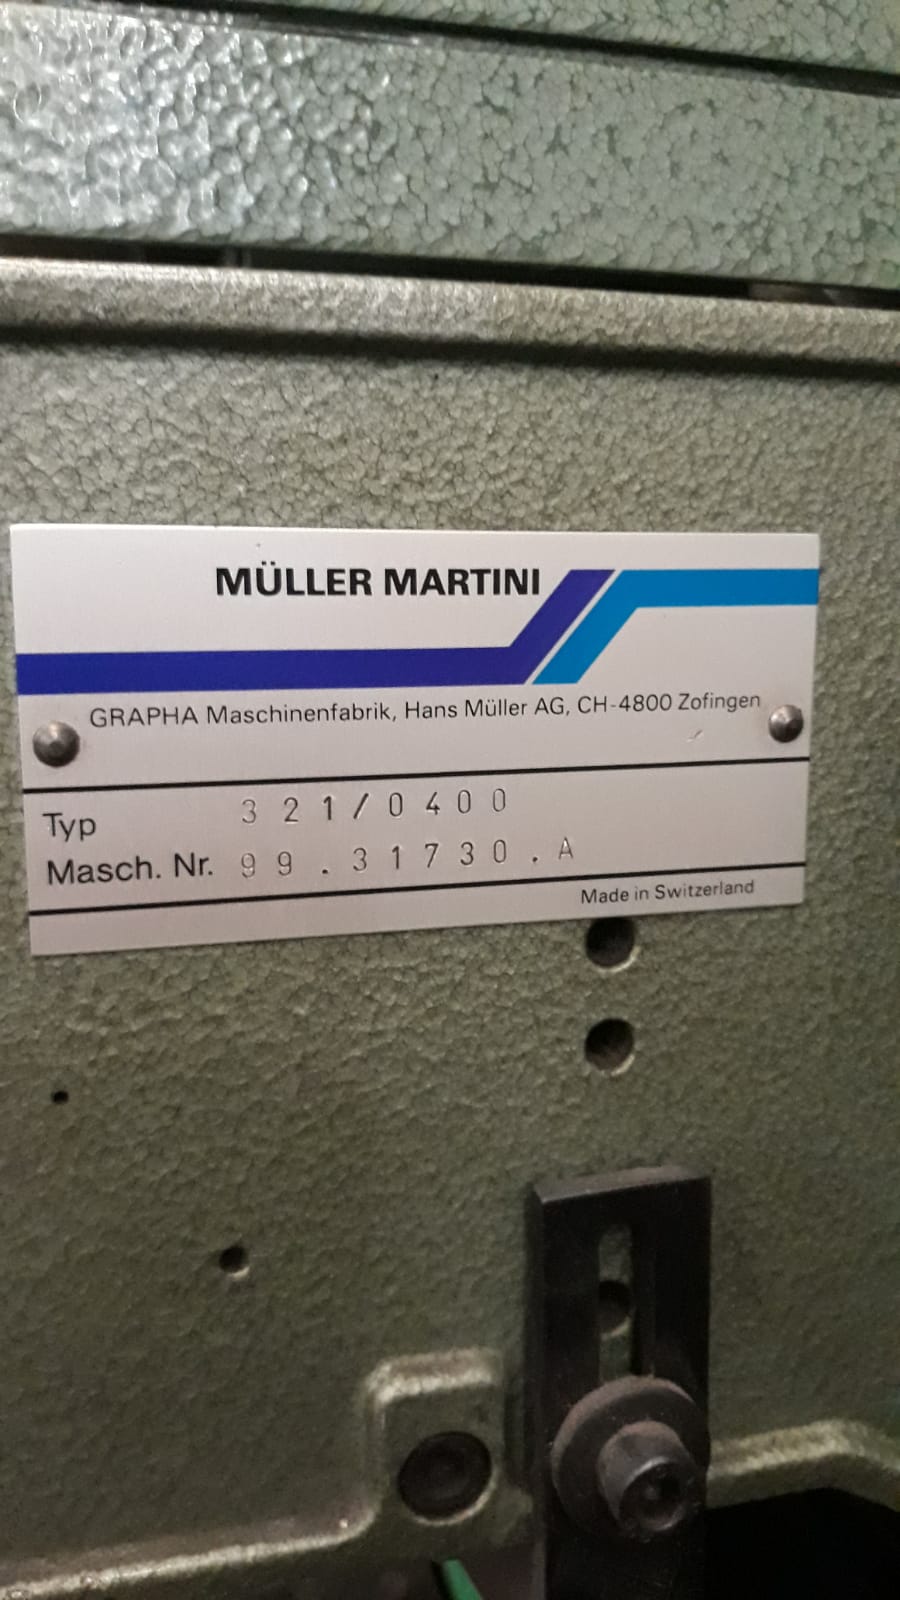 MÜLLER MARTINI
GRAPHA Maschinenfabrik, Hans Müller AG, CH-4800 Zofingen
Typ 321/0400
Masch. Nr. 99.31730.A
Made in Switzerland